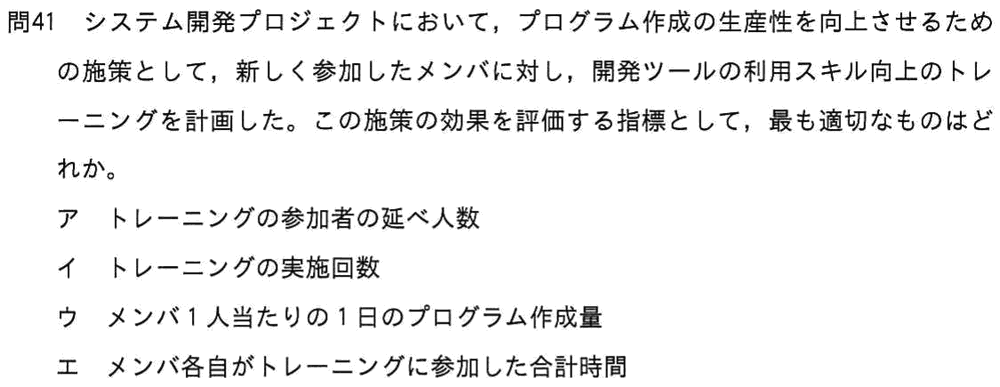 問41 システム開発プロジェクトにおいて，プログラム作成の生産性を向上させるため
の施策として，新しく参加したメンバに対し，開発ツールの利用スキル向上のトレ
ーニングを計画した。この施策の効果を評価する指標として，最も適切なものはど
れか。
ア トレーニングの参加者の延べ人数
イ トレーニングの実施回数
ウ メンバ1人当たりの1日のプログラム作成量
エ メンバ各自がトレーニングに参加した合計時間